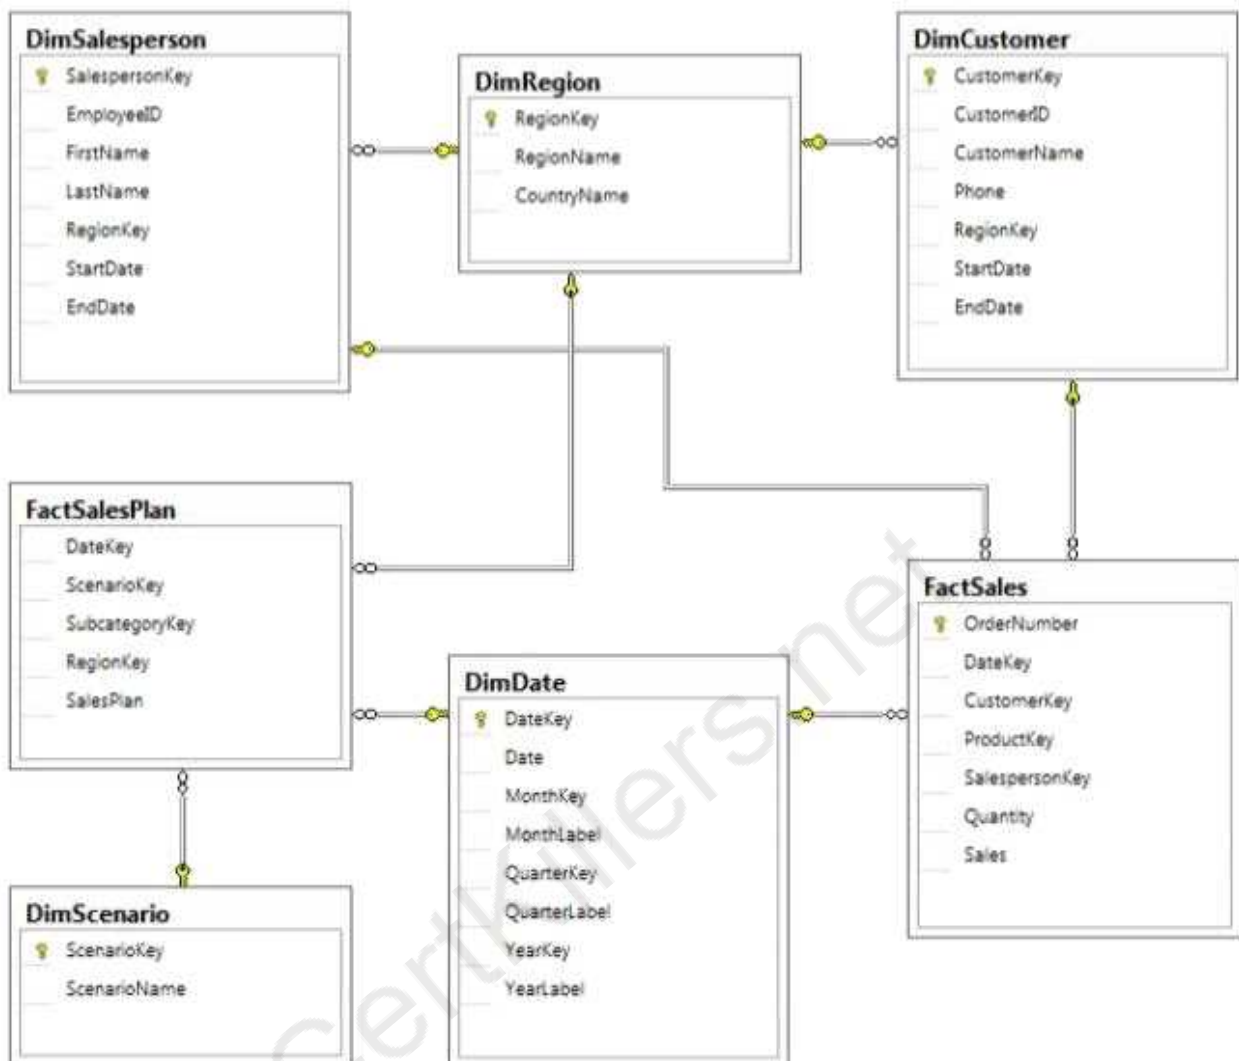 DimSalesperson
SalespersonKey
EmployeeID
FirstName
LastName
RegionKey
StartDate
EndDate
DimRegion
RegionKey
RegionName
CountryName
DimCustomer
CustomerKey
CustomerID
CustomerName
Phone
RegionKey
StartDate
EndDate
FactSalesPlan
DateKey
ScenarioKey
SubcategoryKey
RegionKey
SalesPlan
DimDate
DateKey
Date
MonthKey
MonthLabel
QuarterKey
QuarterLabel
YearKey
YearLabel
FactSales
OrderNumber
DateKey
CustomerKey
ProductKey
SalespersonKey
Quantity
Sales
DimScenario
ScenarioKey
ScenarioName
CertKillers.net